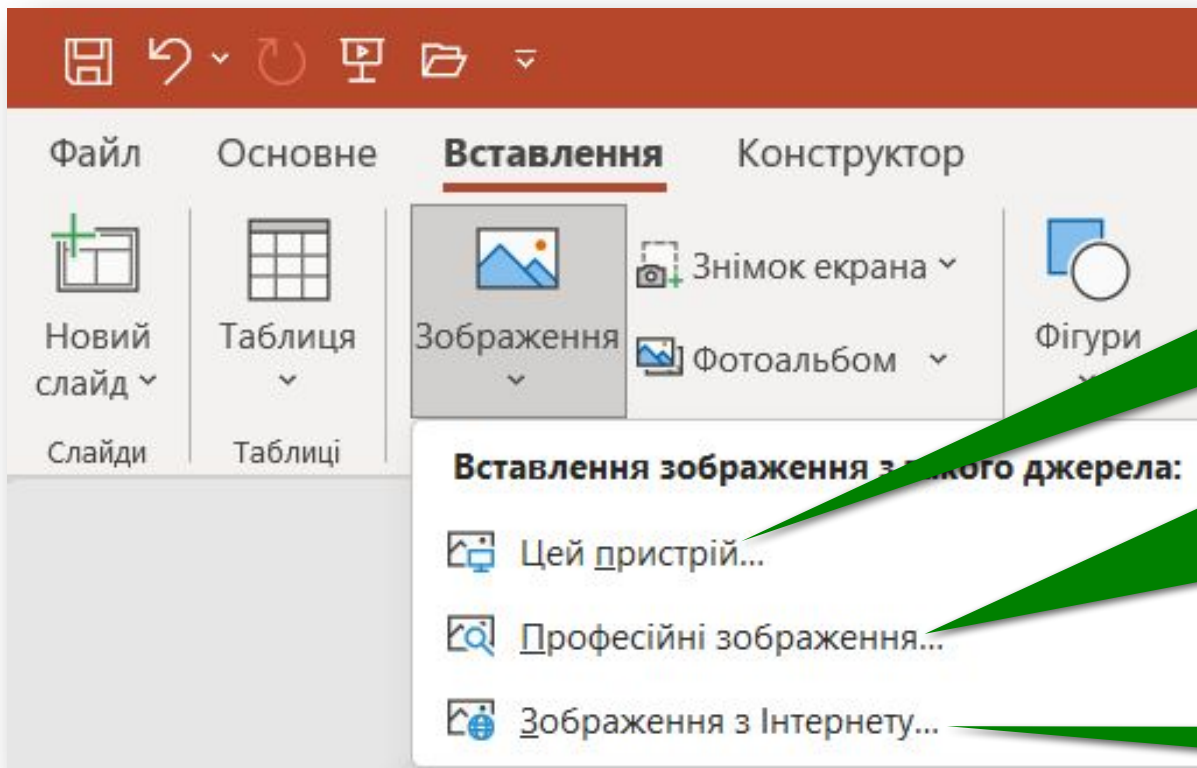 Файл Основне Вставлення Конструктор
Новий слайд
Таблиця
Зображення
Знімок екрана
Фотоальбом
Фігури
Слайди Таблиці
Вставлення зображення з джерела:
Цей пристрій...
Професійні зображення...
Зображення з Інтернету...